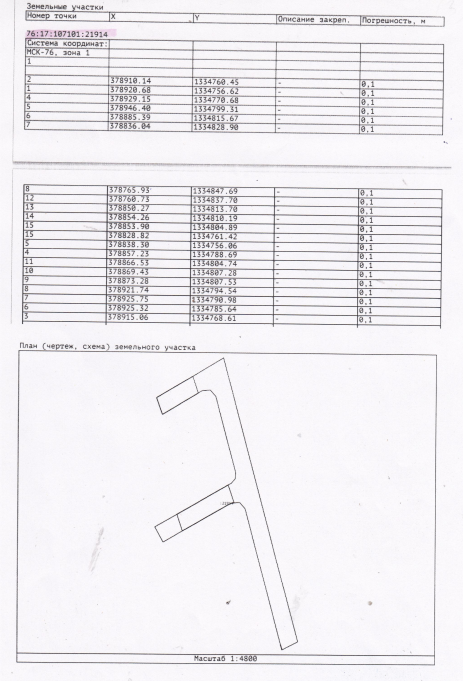 Земельные участки
Номер точки X Y Описание закреп. Погрешность, м
76:17:107101:21914
Система координат:
МСК-76, зона 1
1
2 378910.14 1334760.45 - 0,1
1 378920.68 1334756.62 - 0,1
4 378929.15 1334770.68 - 0,1
5 378946.40 1334799.31 - 0,1
6 378885.39 1334815.67 - 0,1
7 378836.04 1334828.90 - 0,1
8 378765.93 1334847.69 - 0,1
12 378760.73 1334837.70 - 0,1
13 378850.27 1334813.70 - 0,1
14 378854.26 1334810.19 - 0,1
15 378853.90 1334804.89 - 0,1
15 378828.82 1334761.42 - 0,1
5 378838.30 1334756.06 - 0,1
4 378857.23 1334788.69 - 0,1
11 378866.53 1334804.74 - 0,1
10 378869.43 1334807.28 - 0,1
9 378873.28 1334807.53 - 0,1
8 378921.74 1334794.54 - 0,1
7 378925.75 1334790.98 - 0,1
6 378925.32 1334785.64 - 0,1
3 378915.06 1334768.61 - 0,1
План (чертеж, схема) земельного участка
Масштаб 1:4800